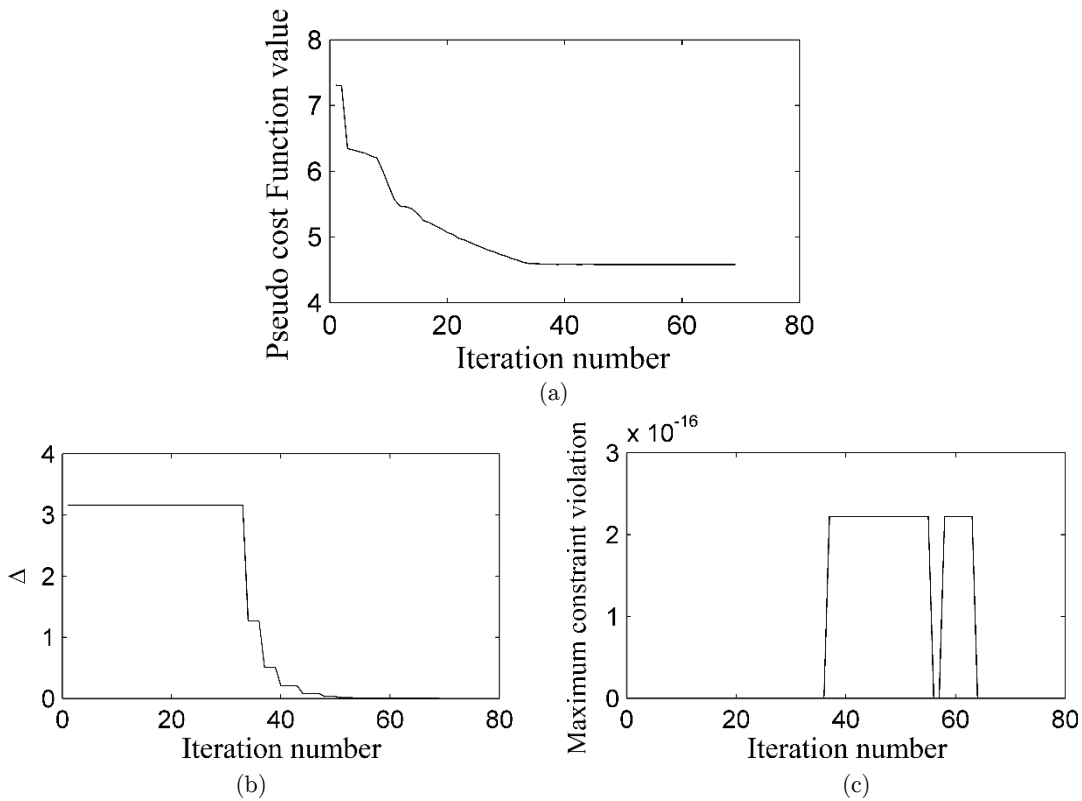 Pseudo cost Function value
8
7
6
5
4
0 20 40 60 80
Iteration number
(a)
Δ
4
3
2
1
0
0 20 40 60 80
Iteration number
(b)
Maximum constraint violation
x 10-16
3
2
1
0
0 20 40 60 80
Iteration number
(c)